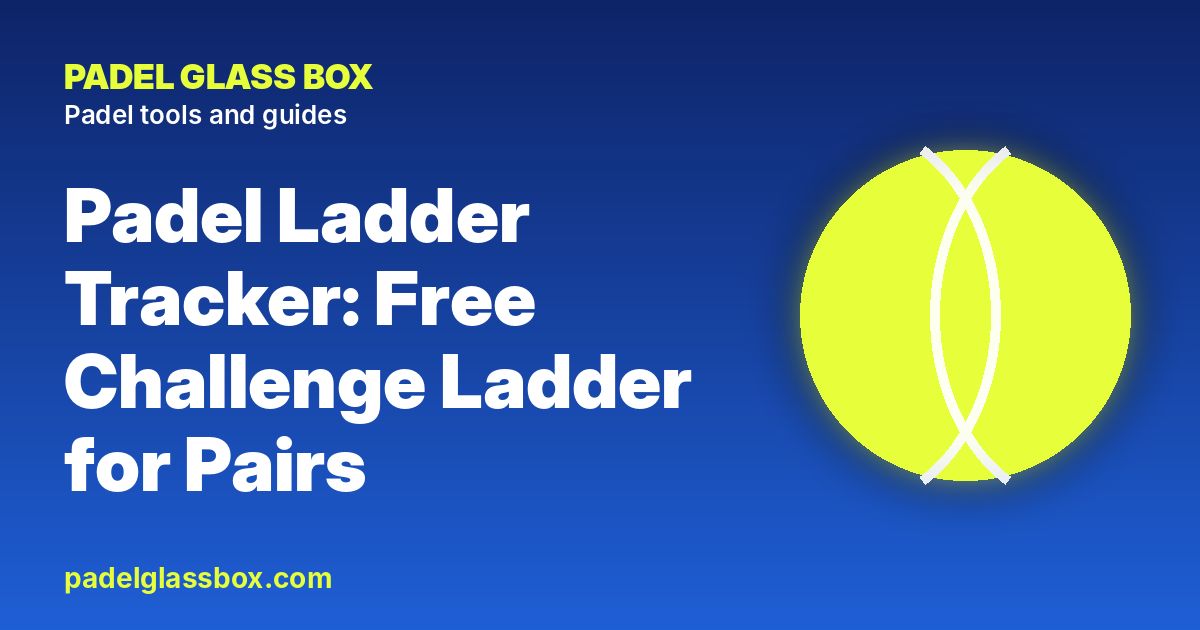 PADEL GLASS BOX
Padel tools and guides
Padel Ladder
Tracker: Free
Challenge Ladder
for Pairs
padelglassbox.com